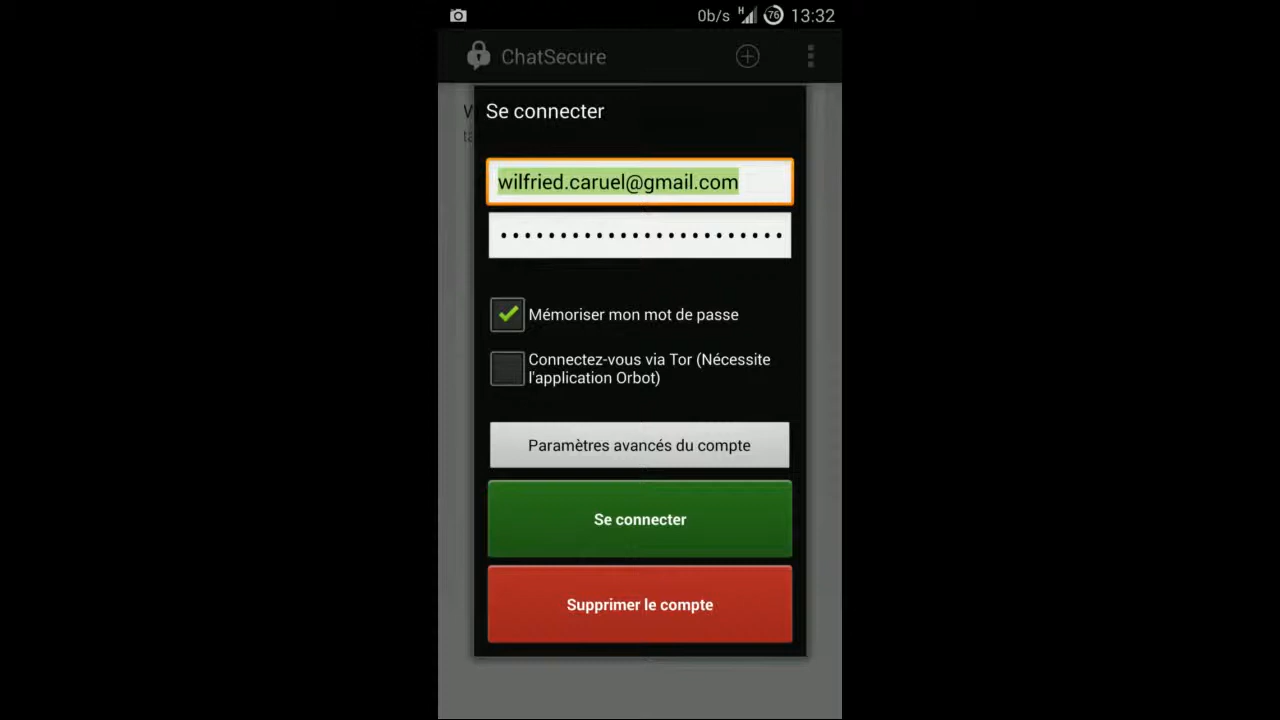 0b/s H 76 13:32
ChatSecure
Se connecter
wilfried.caruel@gmail.com
Mémoriser mon mot de passe
Connectez-vous via Tor (Nécessite
l'application Orbot)
Paramètres avancés du compte
Se connecter
Supprimer le compte